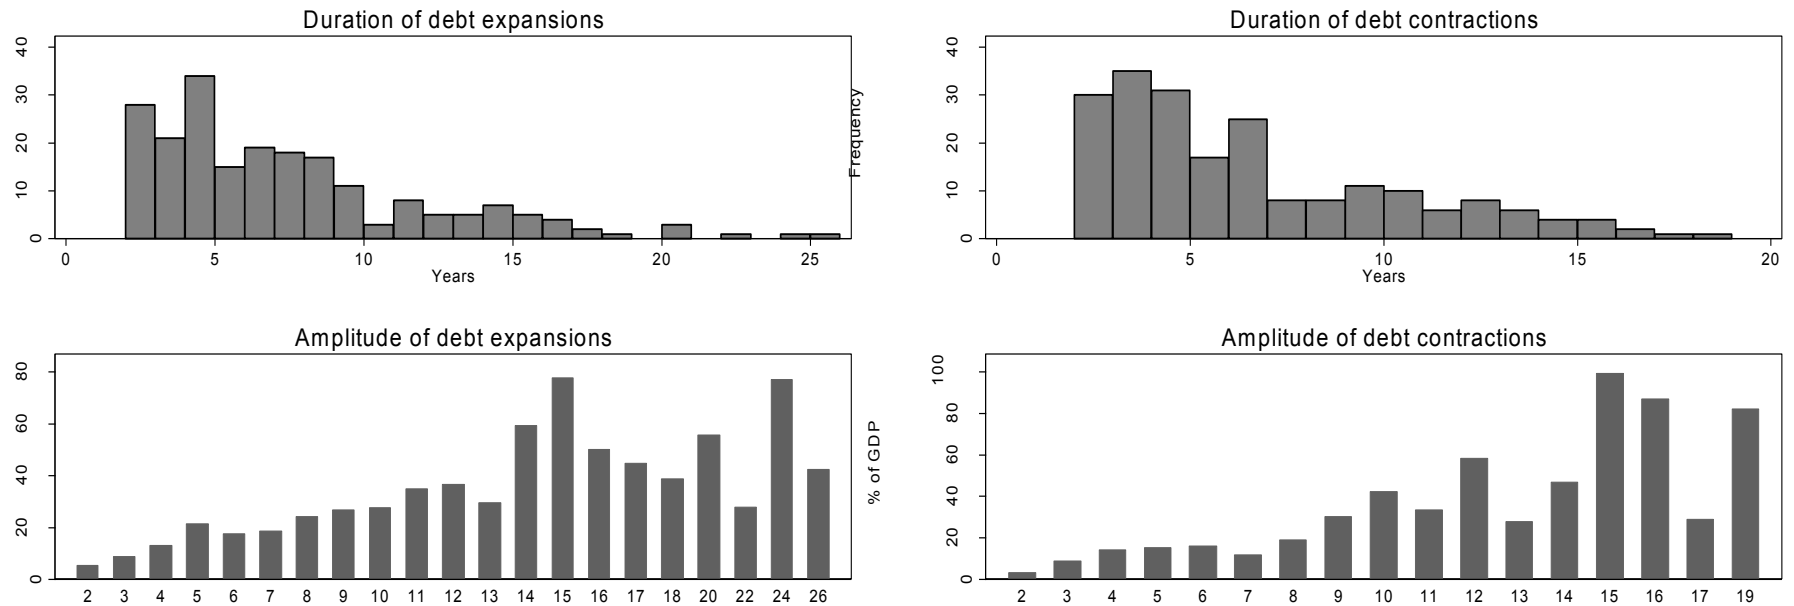 Duration of debt expansions
40
30
20
10
0
0 5 10 15 20 25
Years
Duration of debt contractions
Frequency
40
30
20
10
0
0 5 10 15 20
Years
Amplitude of debt expansions
80
60
40
20
0
2 3 4 5 6 7 8 9 10 11 12 13 14 15 16 17 18 20 22 24 26
Amplitude of debt contractions
% of GDP
100
80
60
40
20
0
2 3 4 5 6 7 8 9 10 11 12 13 14 15 16 17 19